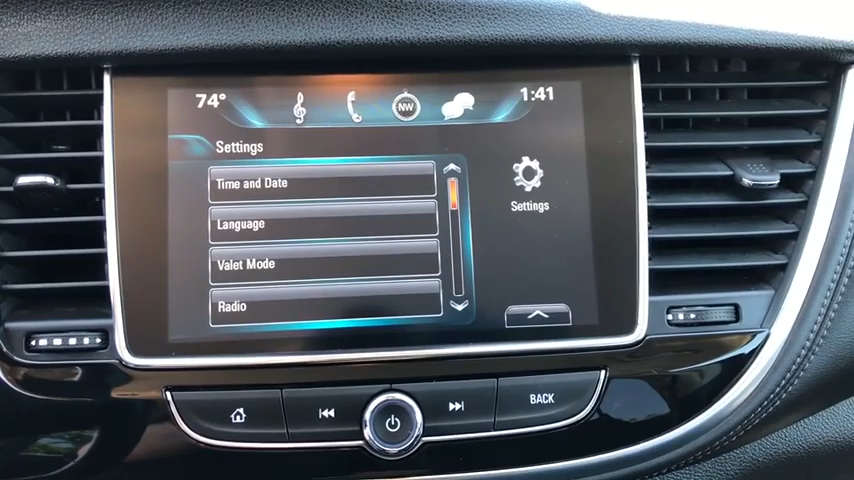 74°
NW
1:41
Settings
Time and Date
Language
Valet Mode
Radio
Settings
BACK